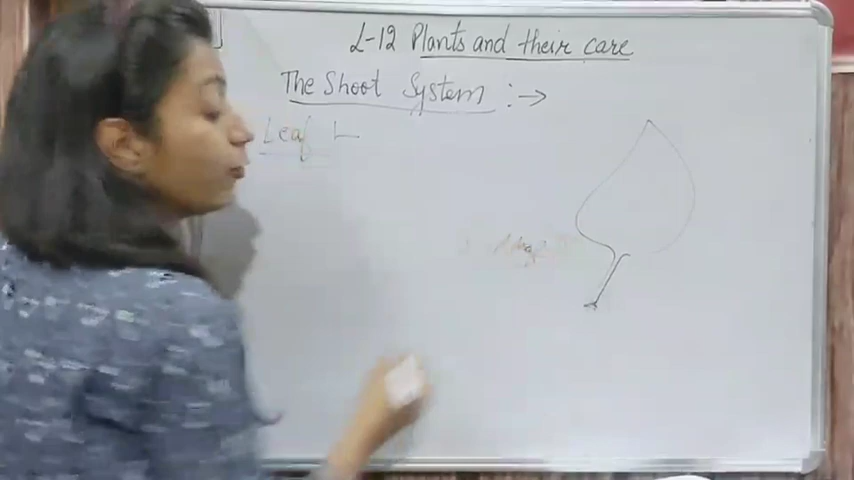 L-12 Plants and their care
The Shoot System :→
Leaf